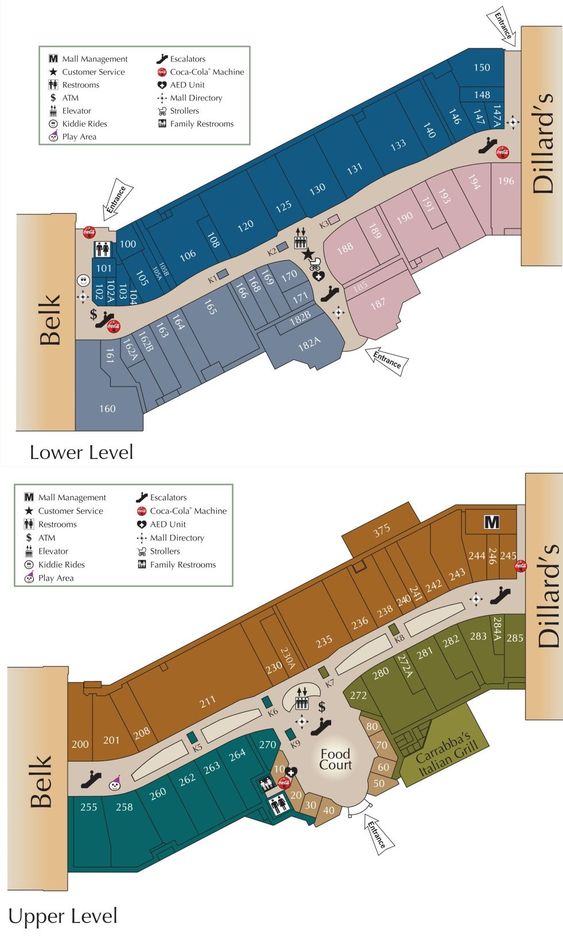 Mall Management
Customer Service
Restrooms
ATM
Elevator
Kiddie Rides
Play Area
Escalators
Coca-Cola™ Machine
AED Unit
Mall Directory
Strollers
Family Restrooms
Entrance
Dillard's
150
148
147A
147
146
140
133
131
130
125
120
108
106
105B
105A
105
104
103
102A
102
101
100
Entrance
Belk
K1
K2
K3
196
194
193
191
190
189
188
185
187
170
171
169
168
166
165
164
163
162B
162A
161
160
182B
182A
Entrance
Lower Level
Mall Management
Customer Service
Restrooms
ATM
Elevator
Kiddie Rides
Play Area
Escalators
Coca-Cola™ Machine
AED Unit
Mall Directory
Strollers
Family Restrooms
Dillard's
375
M
244
246
245
243
242
241
240
238
236
235
230A
230
211
208
201
200
Belk
K5
K6
K7
K8
K9
285
284A
283
282
281
272A
280
272
270
264
263
262
260
258
255
Food
Court
80
70
60
50
10
20
30
40
Carrabba's
Italian Grill
Entrance
Upper Level